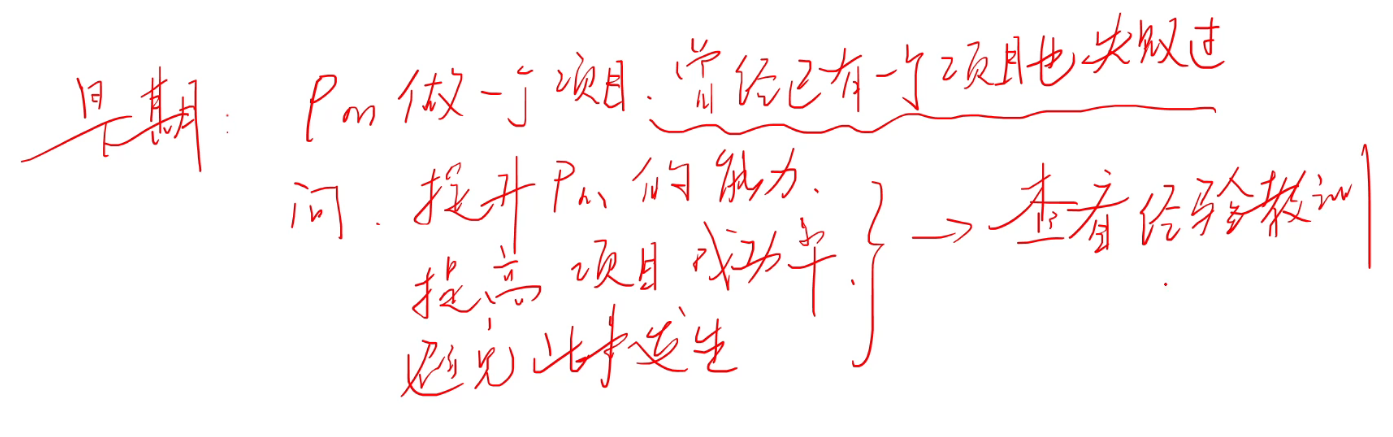 早期: Pm 做一个项目. 曾经已有一个项目也失败过
问. 提升 Pm 的能力. → 查看经验教训
提高项目成功率.
避免此事发生